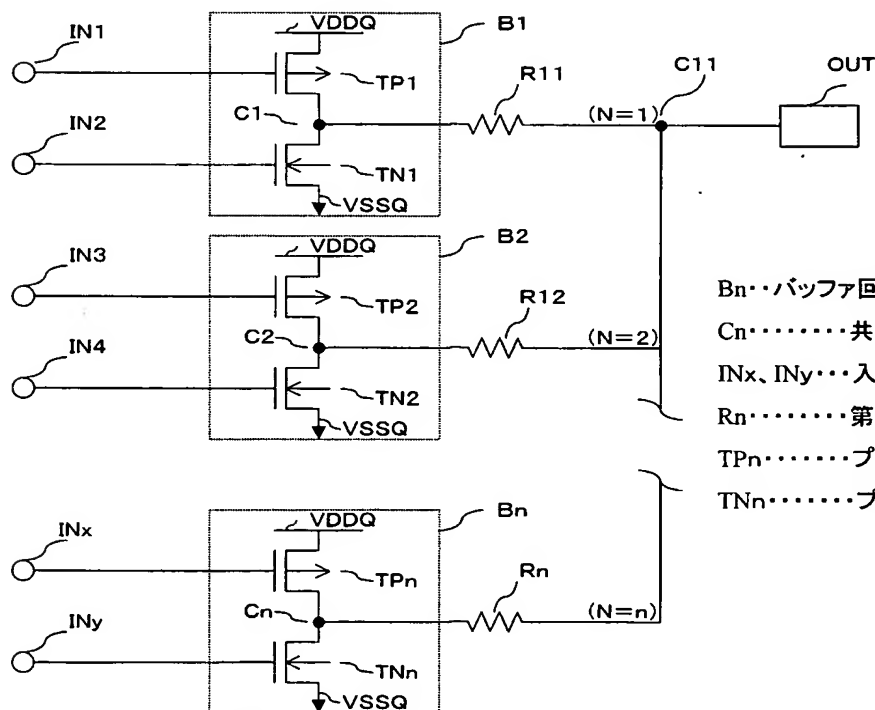 IN1
VDDQ
B1
TP1
R11
C11
OUT
C1
(N=1)
IN2
TN1
VSSQ
IN3
VDDQ
B2
TP2
R12
C2
(N=2)
IN4
TN2
VSSQ
Bn‥バッファ回
Cn‥‥‥‥共
INx、INy‥‥入
Rn‥‥‥‥第
TPn‥‥‥‥プ
TNn‥‥‥‥プ
INx
VDDQ
Bn
TPn
Rn
Cn
(N=n)
INy
TNn
VSSQ